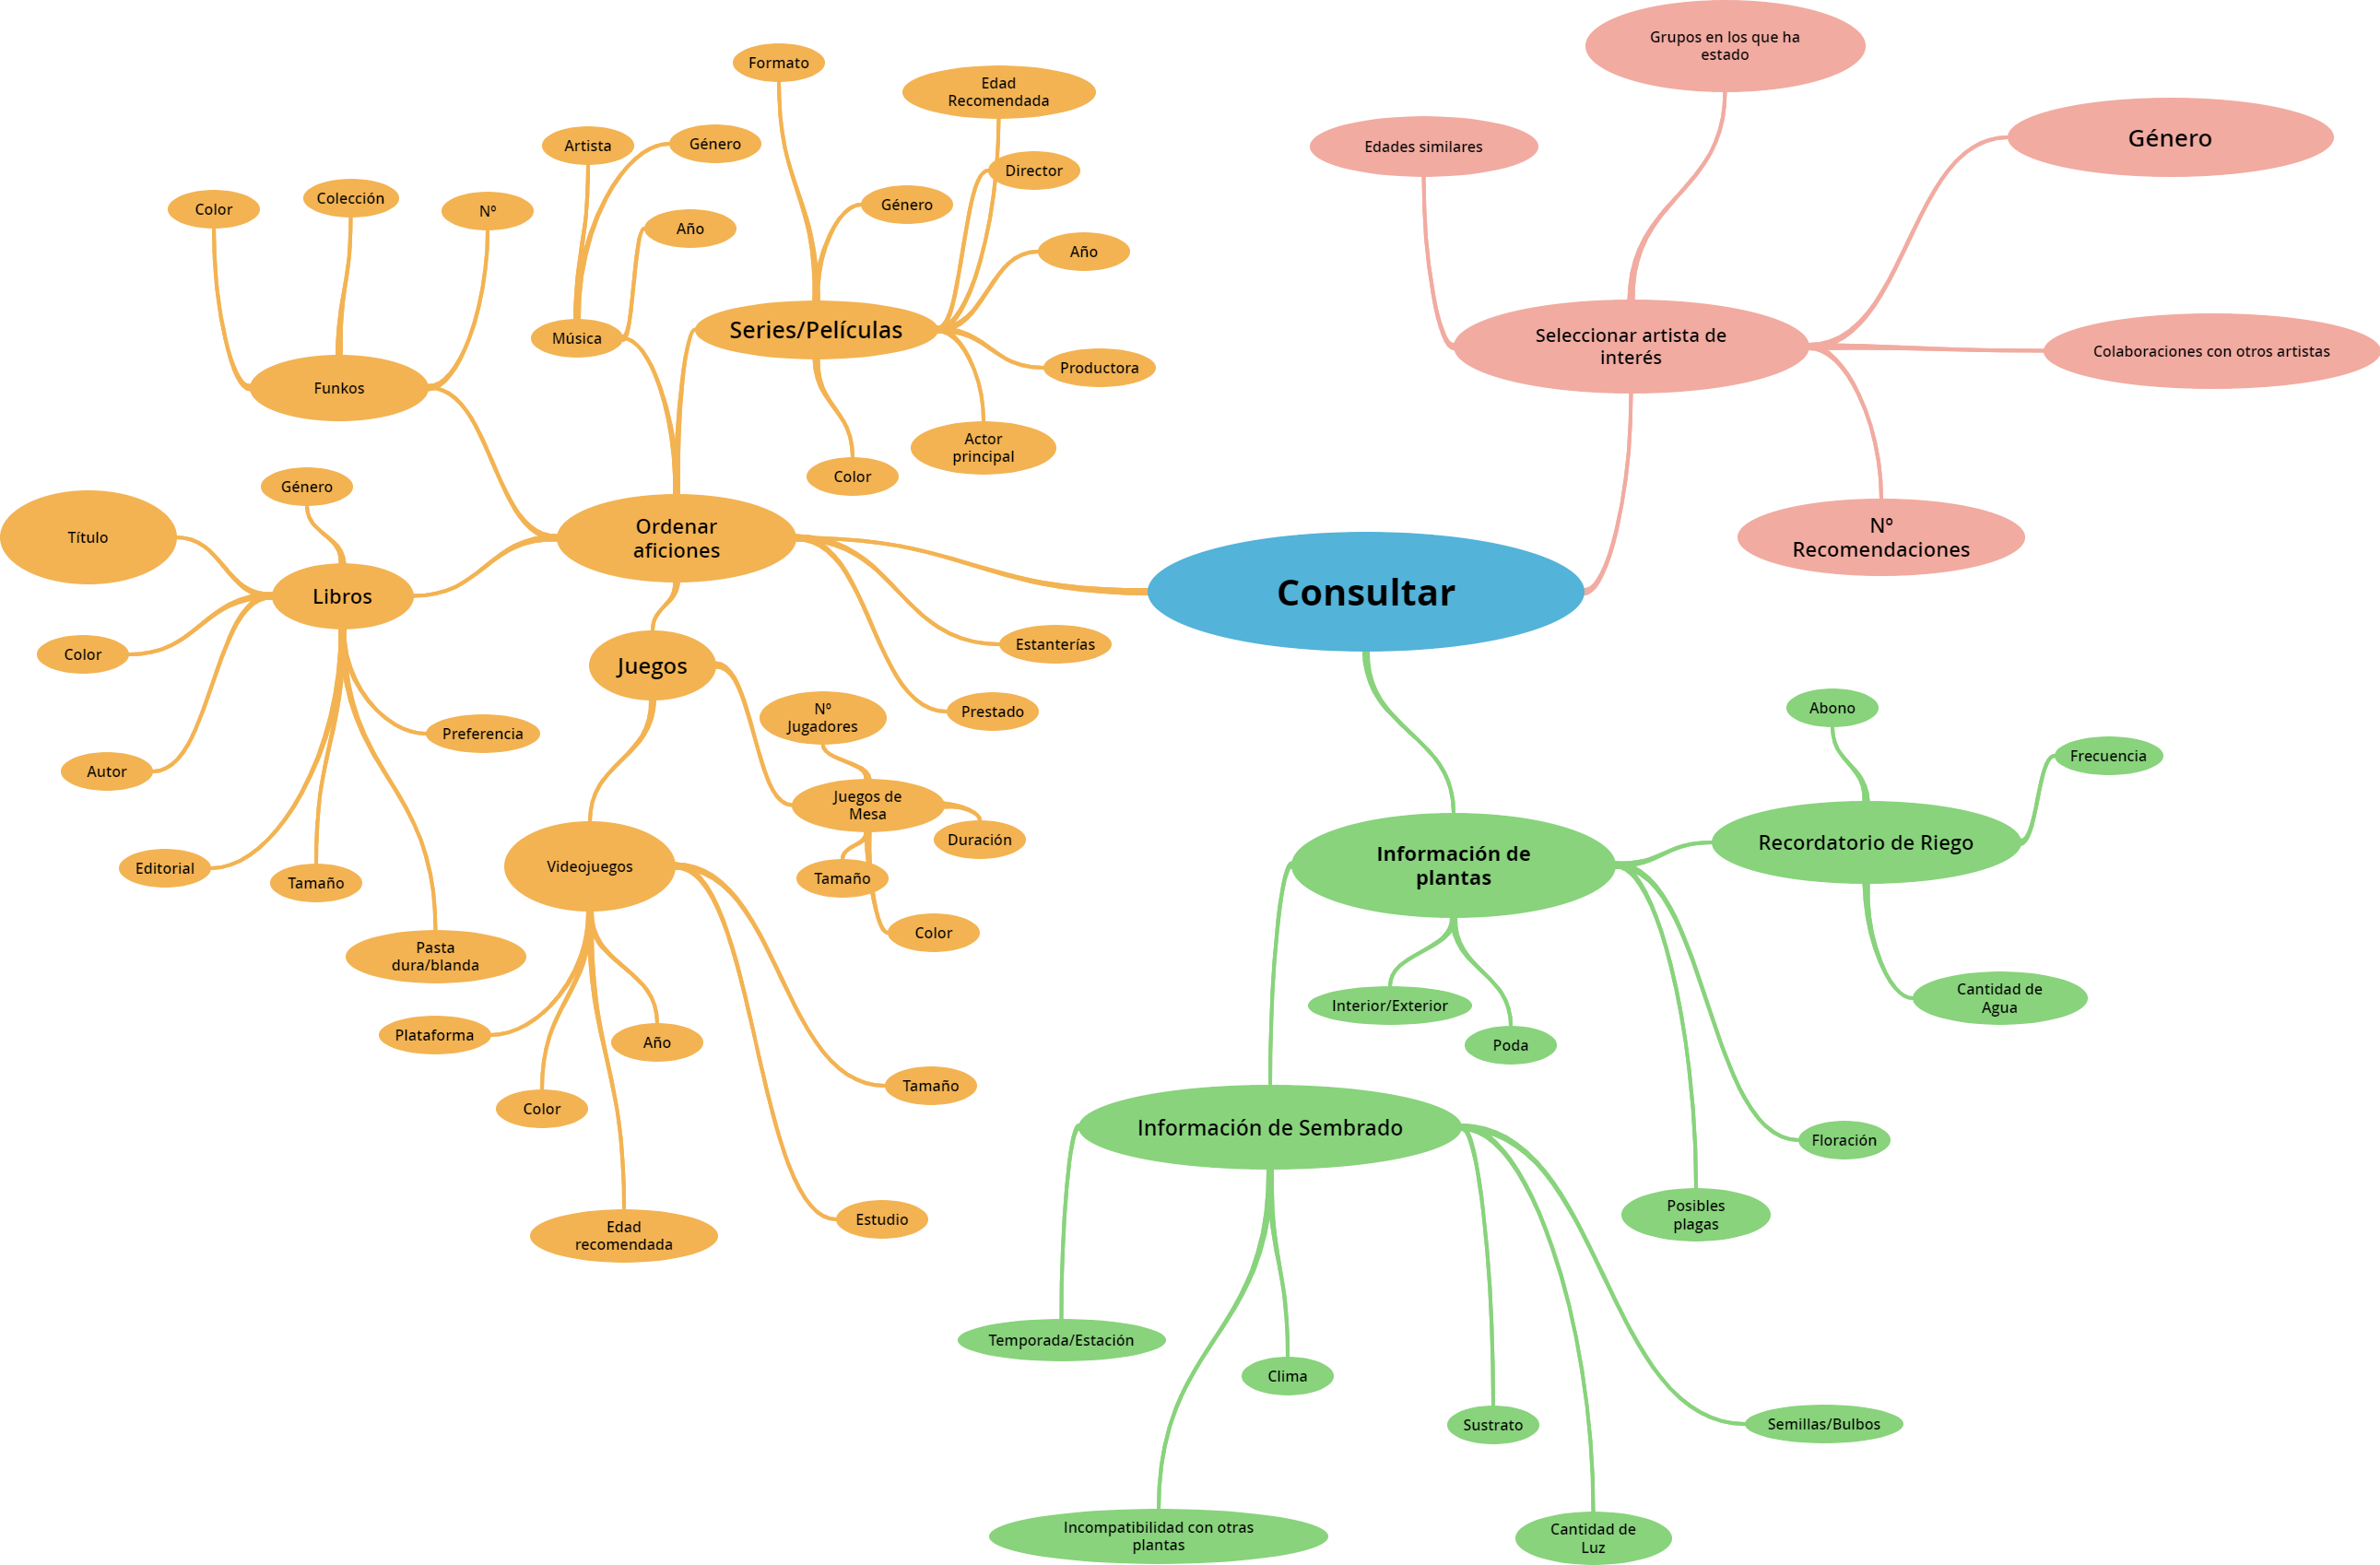 Grupos en los que ha
estado
Formato
Edad
Recomendada
Género
Artista
Género
Edades similares
Director
Colección
Color
Nº
Género
Año
Año
Series/Películas
Música
Seleccionar artista de
interés
Colaboraciones con otros artistas
Productora
Funkos
Actor
principal
Color
Género
Título
Ordenar
aficiones
Nº
Recomendaciones
Consultar
Libros
Estanterías
Color
Juegos
Prestado
Nº
Jugadores
Abono
Preferencia
Frecuencia
Autor
Juegos de
Mesa
Duración
Recordatorio de Riego
Información de
plantas
Editorial
Videojuegos
Tamaño
Tamaño
Color
Pasta
dura/blanda
Cantidad de
Agua
Interior/Exterior
Plataforma
Año
Poda
Tamaño
Color
Información de Sembrado
Floración
Posibles
plagas
Estudio
Edad
recomendada
Temporada/Estación
Clima
Sustrato
Semillas/Bulbos
Incompatibilidad con otras
plantas
Cantidad de
Luz